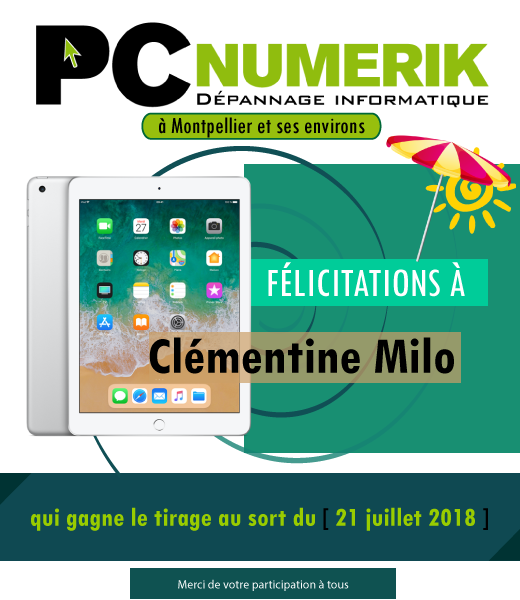 PC NUMERIK
DÉPANNAGE INFORMATIQUE
à Montpellier et ses environs
FÉLICITATIONS À
Clémentine Milo
qui gagne le tirage au sort du [ 21 juillet 2018 ]
Merci de votre participation à tous